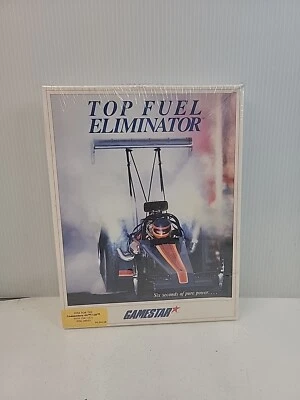 TOP FUEL
ELIMINATOR
Six seconds of pure power....
GAMESTAR